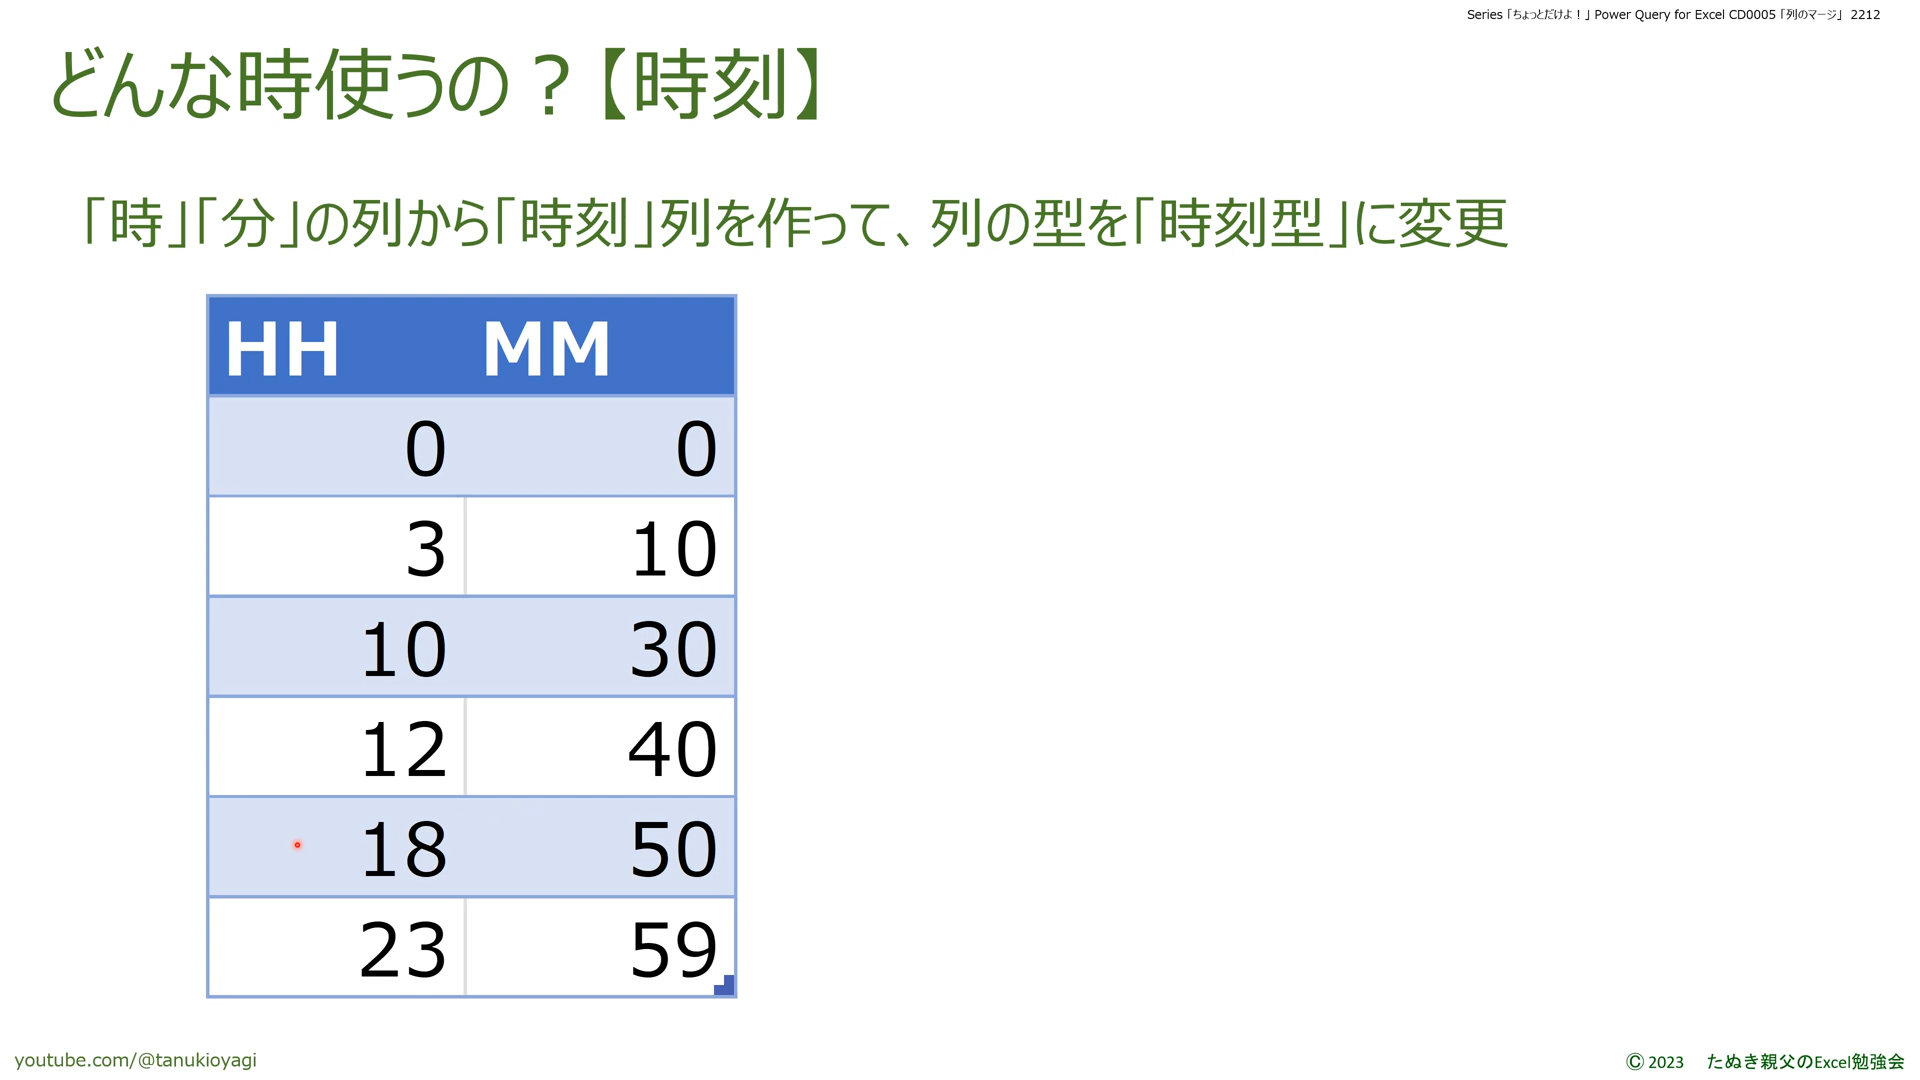 Series「ちょっとだけよ！」Power Query for Excel CD0005「列のマージ」 2212
どんな時使うの？【時刻】
「時」「分」の列から「時刻」列を作って、列の型を「時刻型」に変更
HH MM
0 0
3 10
10 30
12 40
18 50
23 59
youtube.com/@tanukioyagi
Ⓒ 2023 たぬき親父のExcel勉強会